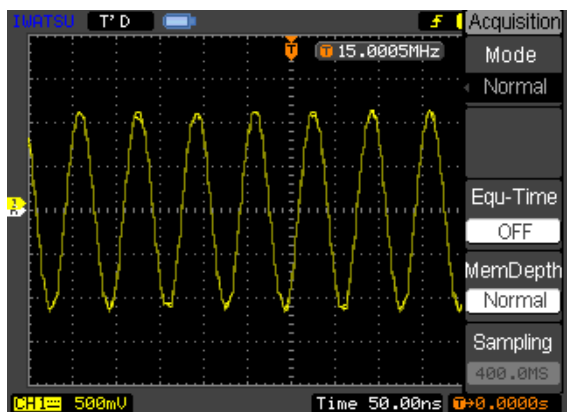 IWATSU T'D Acquisition
T T 15.0005MHz
Mode
Normal
Equ-Time
OFF
MemDepth
Normal
Sampling
400.0MS
CH1 500mV Time 50.00ns T→0.0000s